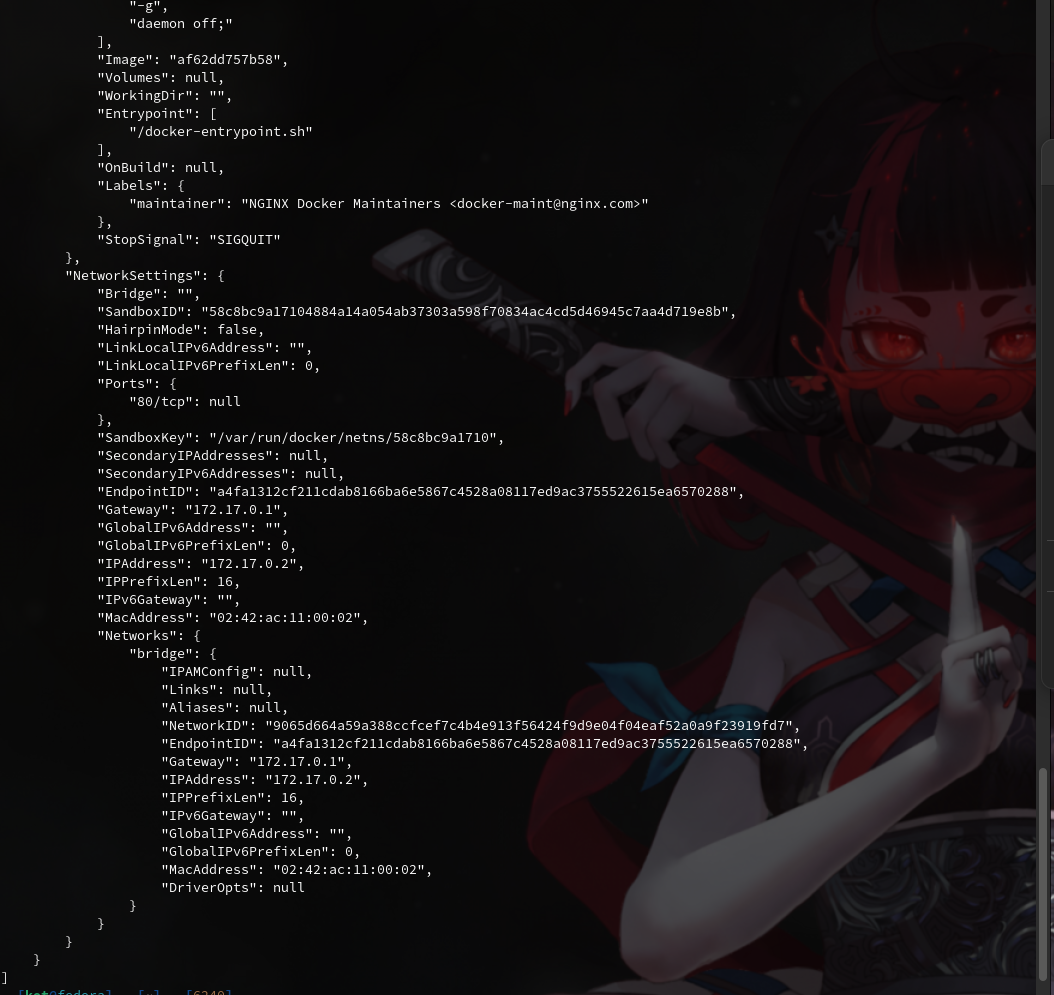 "-g",
"daemon off;"
],
"Image": "af62dd757b58",
"Volumes": null,
"WorkingDir": "",
"Entrypoint": [
"/docker-entrypoint.sh"
],
"OnBuild": null,
"Labels": {
"maintainer": "NGINX Docker Maintainers <docker-maint@nginx.com>"
},
"StopSignal": "SIGQUIT"
},
"NetworkSettings": {
"Bridge": "",
"SandboxID": "58c8bc9a17104884a14a054ab37303a598f70834ac4cd5d46945c7aa4d719e8b",
"HairpinMode": false,
"LinkLocalIPv6Address": "",
"LinkLocalIPv6PrefixLen": 0,
"Ports": {
"80/tcp": null
},
"SandboxKey": "/var/run/docker/netns/58c8bc9a1710",
"SecondaryIPAddresses": null,
"SecondaryIPv6Addresses": null,
"EndpointID": "a4fa1312cf211cdab8166ba6e5867c4528a08117ed9ac3755522615ea6570288",
"Gateway": "172.17.0.1",
"GlobalIPv6Address": "",
"GlobalIPv6PrefixLen": 0,
"IPAddress": "172.17.0.2",
"IPPrefixLen": 16,
"IPv6Gateway": "",
"MacAddress": "02:42:ac:11:00:02",
"Networks": {
"bridge": {
"IPAMConfig": null,
"Links": null,
"Aliases": null,
"NetworkID": "9065d664a59a388ccfcef7c4b4e913f56424f9d9e04f04eaf52a0a9f23919fd7",
"EndpointID": "a4fa1312cf211cdab8166ba6e5867c4528a08117ed9ac3755522615ea6570288",
"Gateway": "172.17.0.1",
"IPAddress": "172.17.0.2",
"IPPrefixLen": 16,
"IPv6Gateway": "",
"GlobalIPv6Address": "",
"GlobalIPv6PrefixLen": 0,
"MacAddress": "02:42:ac:11:00:02",
"DriverOpts": null
}
}
}
}
]